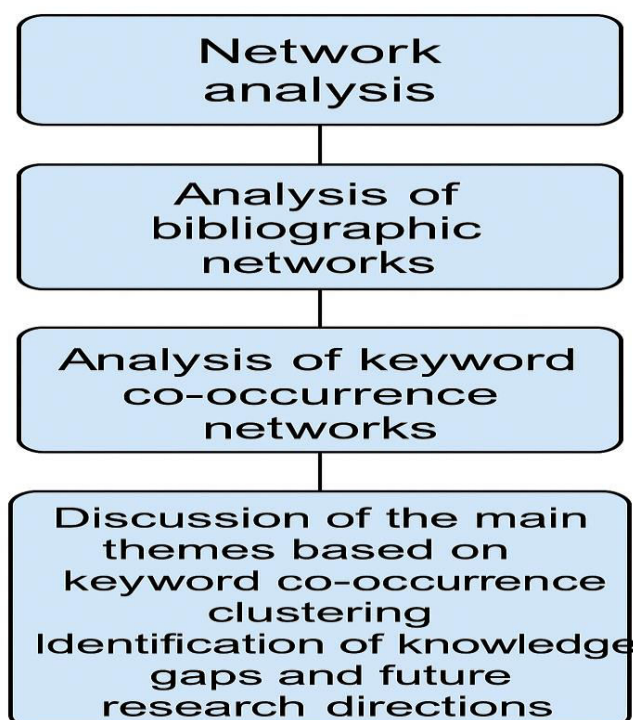 Network
analysis
Analysis of
bibliographic
networks
Analysis of keyword
co-occurrence
networks
Discussion of the main
themes based on
keyword co-occurrence
clustering
Identification of knowledge
gaps and future
research directions